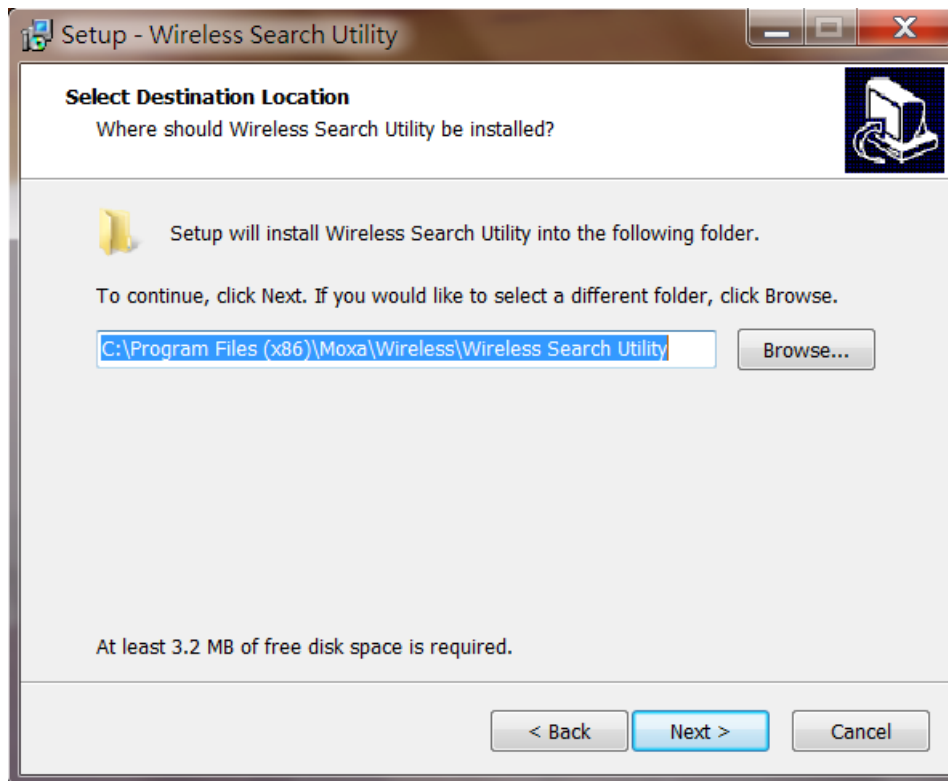 Setup - Wireless Search Utility
Select Destination Location
Where should Wireless Search Utility be installed?
Setup will install Wireless Search Utility into the following folder.
To continue, click Next. If you would like to select a different folder, click Browse.
C:\Program Files (x86)\Moxa\Wireless\Wireless Search Utility
Browse...
At least 3.2 MB of free disk space is required.
< Back
Next >
Cancel